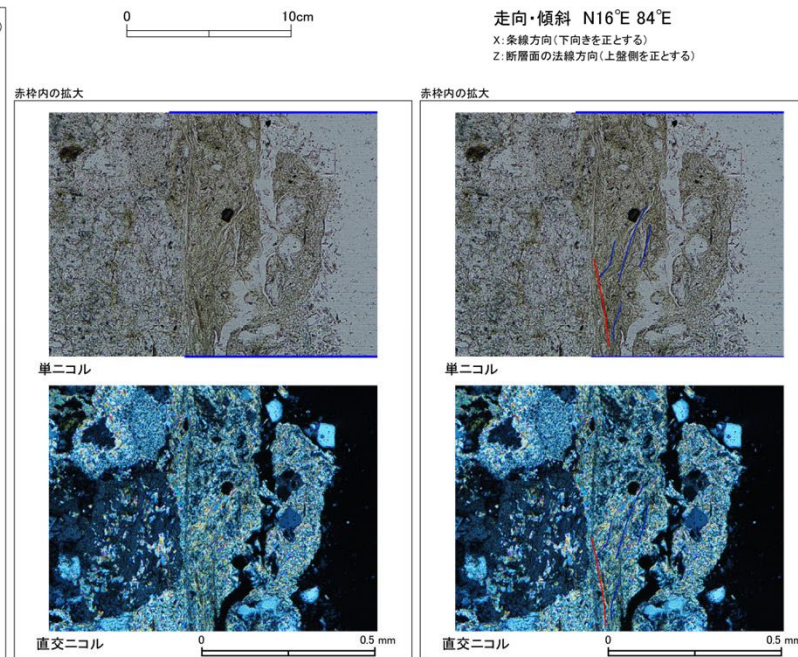 0 10cm
走向・傾斜 N16°E 84°E
X:条線方向(下向きを正とする)
Z:断層面の法線方向(上盤側を正とする)
赤枠内の拡大
赤枠内の拡大
単ニコル
単ニコル
直交ニコル
0 0.5 mm
直交ニコル
0 0.5 mm